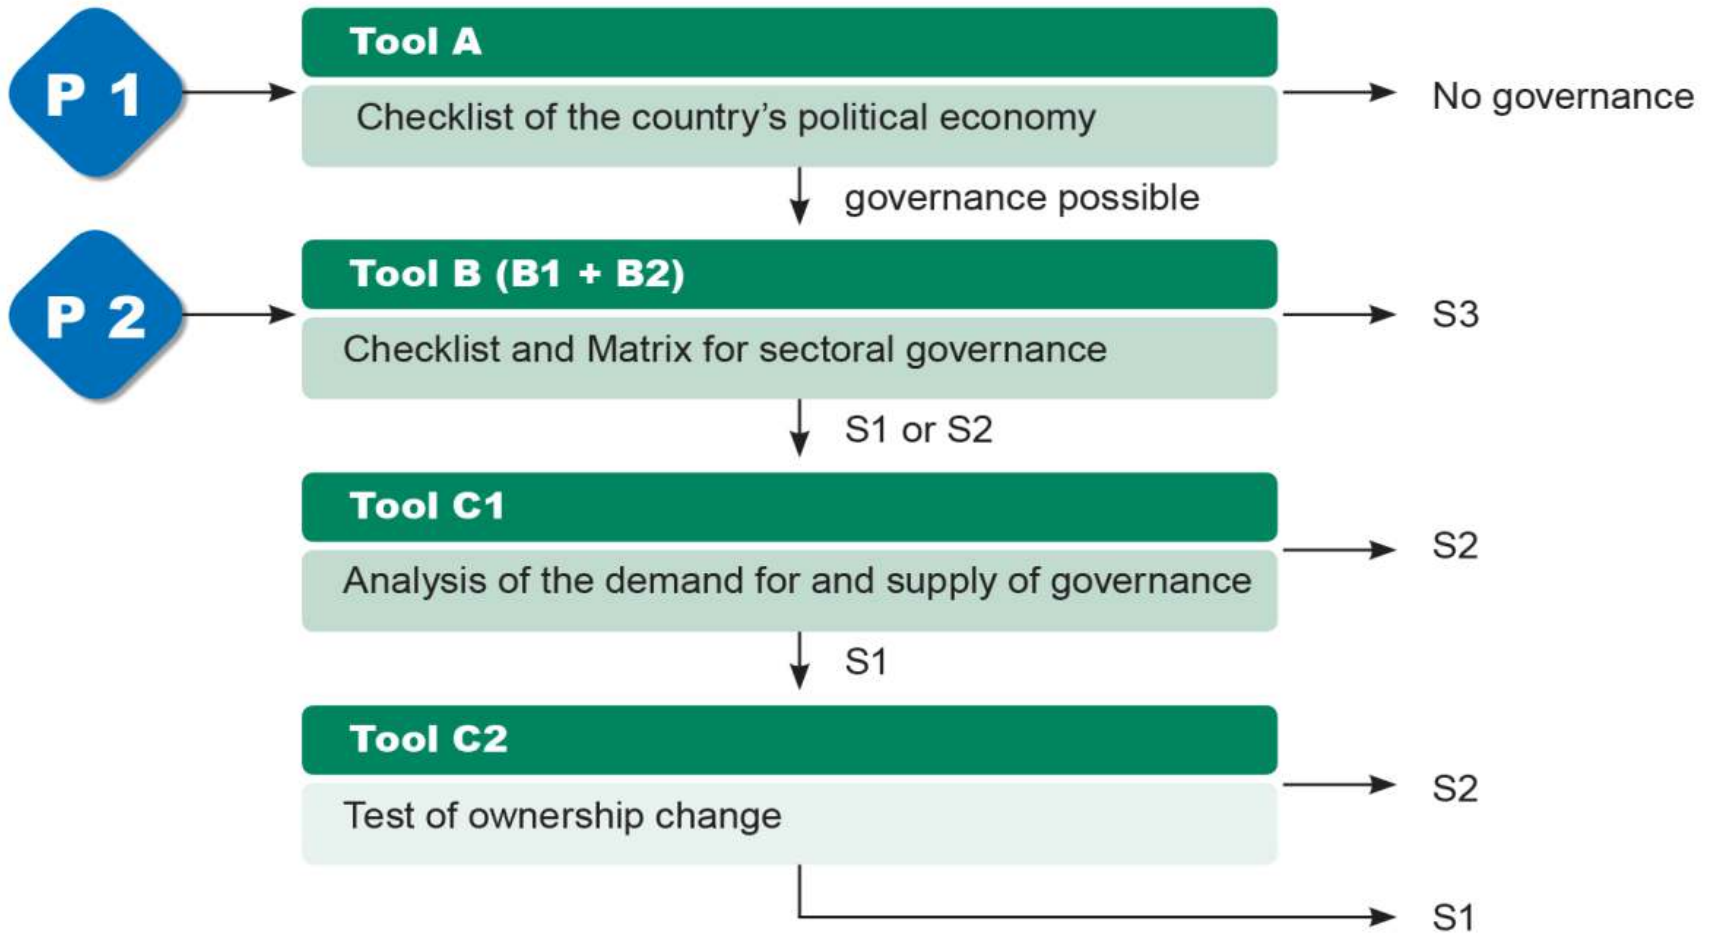 Tool A
P 1
Checklist of the country’s political economy
No governance
governance possible
Tool B (B1 + B2)
P 2
Checklist and Matrix for sectoral governance
S3
S1 or S2
Tool C1
Analysis of the demand for and supply of governance
S2
S1
Tool C2
Test of ownership change
S2
S1